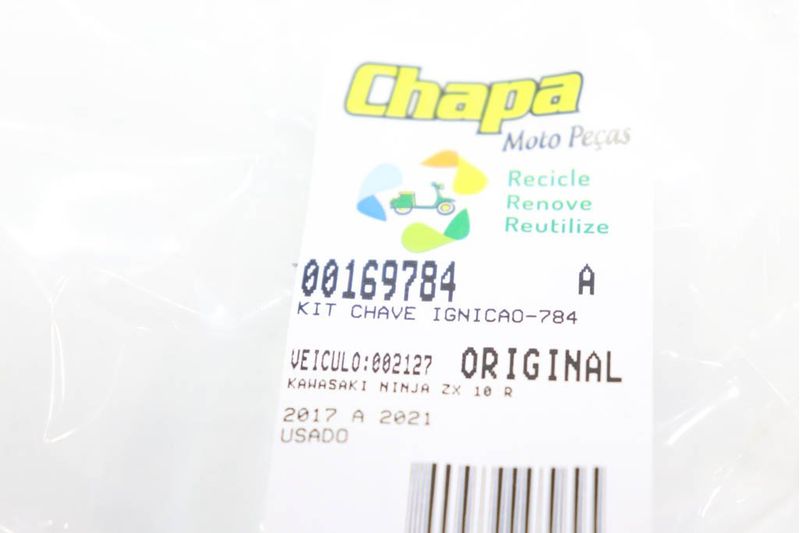 Chapa
Moto Peças
Recicle
Renove
Reutilize
00169784 A
KIT CHAVE IGNICAO-784
VEICULO:002127 ORIGINAL
KAWASAKI NINJA ZX 10 R
2017 A 2021
USADO